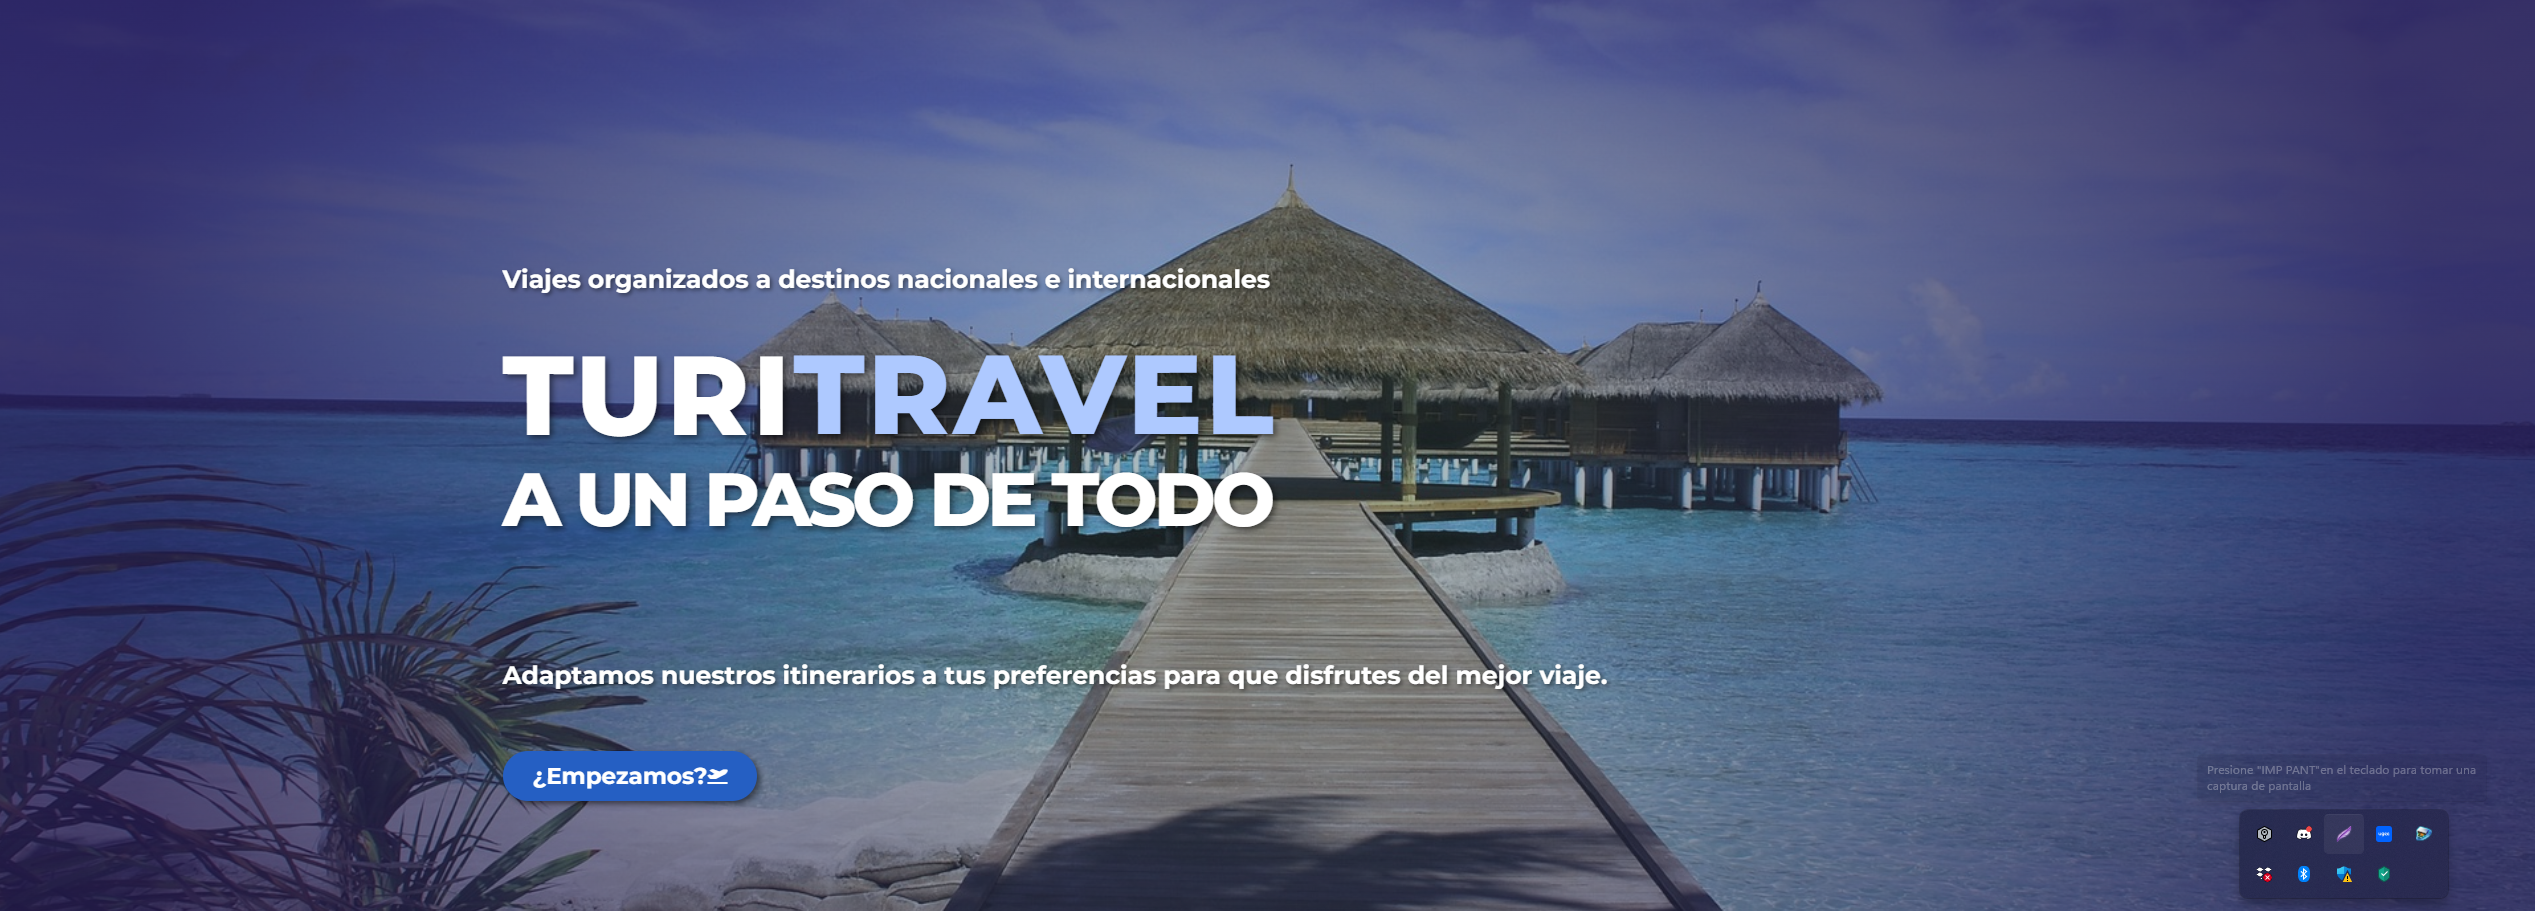 Viajes organizados a destinos nacionales e internacionales
TURITRAVEL
A UN PASO DE TODO
Adaptamos nuestros itinerarios a tus preferencias para que disfrutes del mejor viaje.
¿Empezamos?
Presione "IMP PANT"en el teclado para tomar una
captura de pantalla